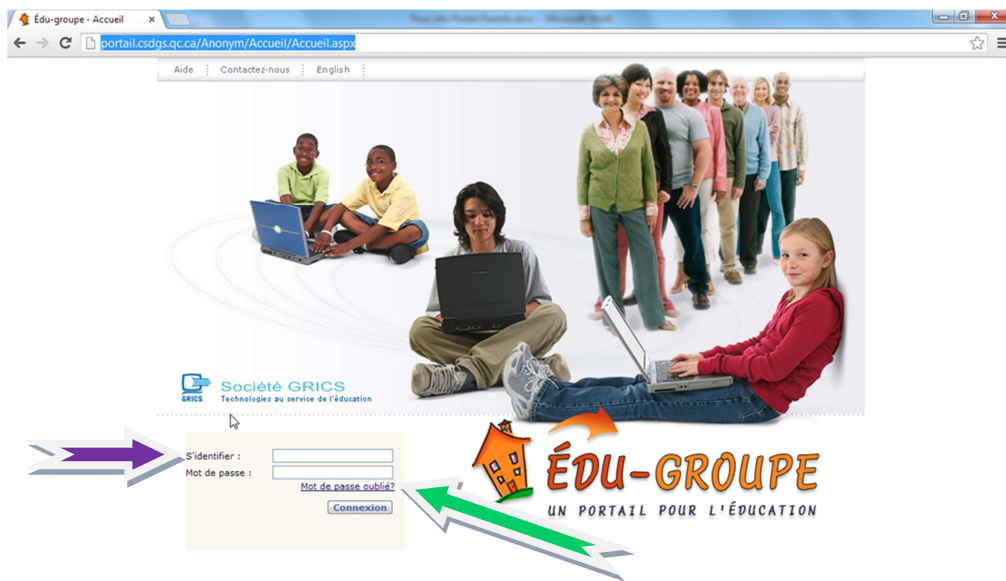 Édu-groupe - Accueil
portail.csdgs.qc.ca/Anonym/Accueil/Accueil.aspx
Aide Contactez-nous English
Société GRICS
GRICS Technologies au service de l'éducation
S'identifier :
Mot de passe :
Mot de passe oublié?
Connexion
ÉDU-GROUPE
UN PORTAIL POUR L'ÉDUCATION